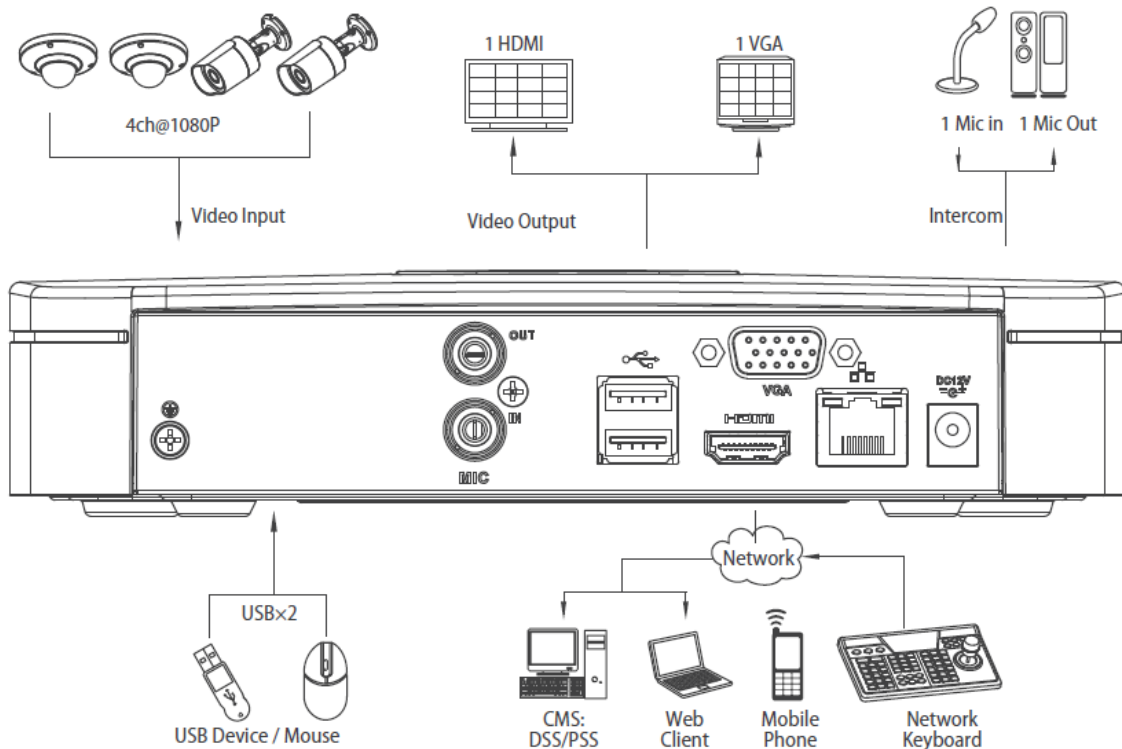 1 HDMI
1 VGA
4ch@1080P
1 Mic in
1 Mic Out
Video Input
Video Output
Intercom
OUT
IN
MIC
VGA
HDMI
DC12V
USB×2
Network
USB Device / Mouse
CMS:
DSS/PSS
Web
Client
Mobile
Phone
Network
Keyboard